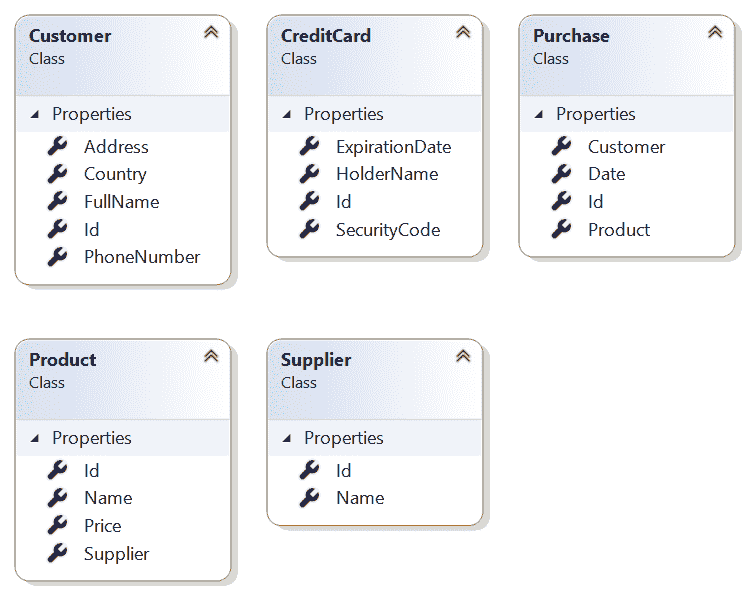 Customer
Class
Properties
Address
Country
FullName
Id
PhoneNumber
CreditCard
Class
Properties
ExpirationDate
HolderName
Id
SecurityCode
Purchase
Class
Properties
Customer
Date
Id
Product
Product
Class
Properties
Id
Name
Price
Supplier
Supplier
Class
Properties
Id
Name